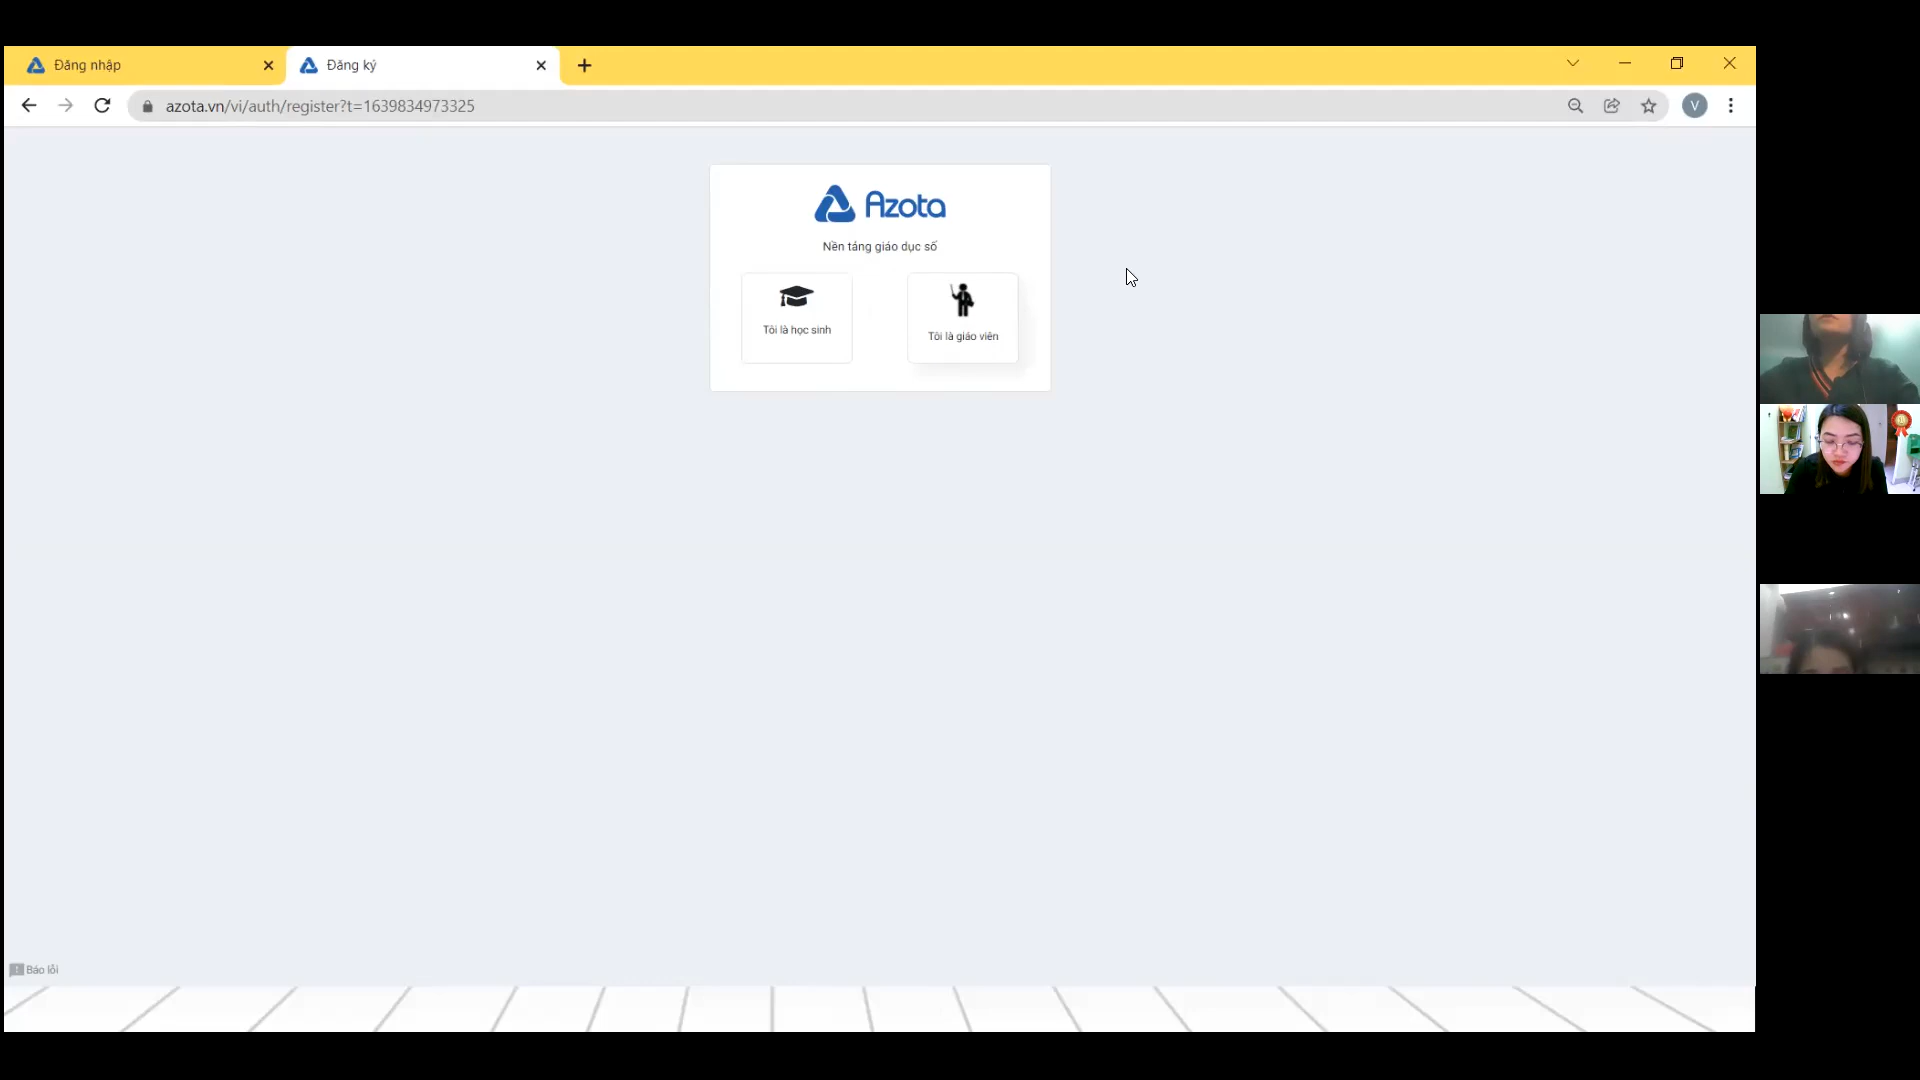 Đăng nhập
Đăng ký
azota.vn/vi/auth/register?t=1639834973325
V
Azota
Nền tảng giáo dục số
Tôi là học sinh
Tôi là giáo viên
Báo lỗi